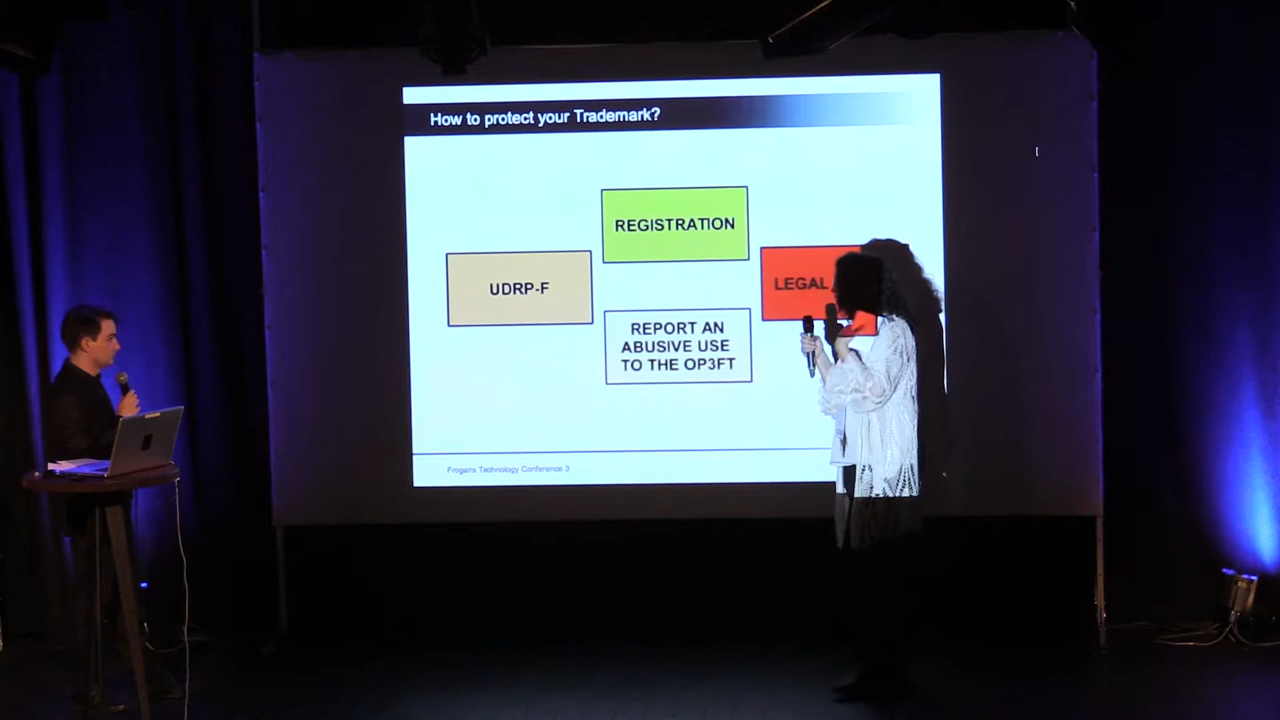 How to protect your Trademark?
REGISTRATION
UDRP-F
LEGAL
REPORT AN
ABUSIVE USE
TO THE OP3FT
Frogans Technology Conference 3